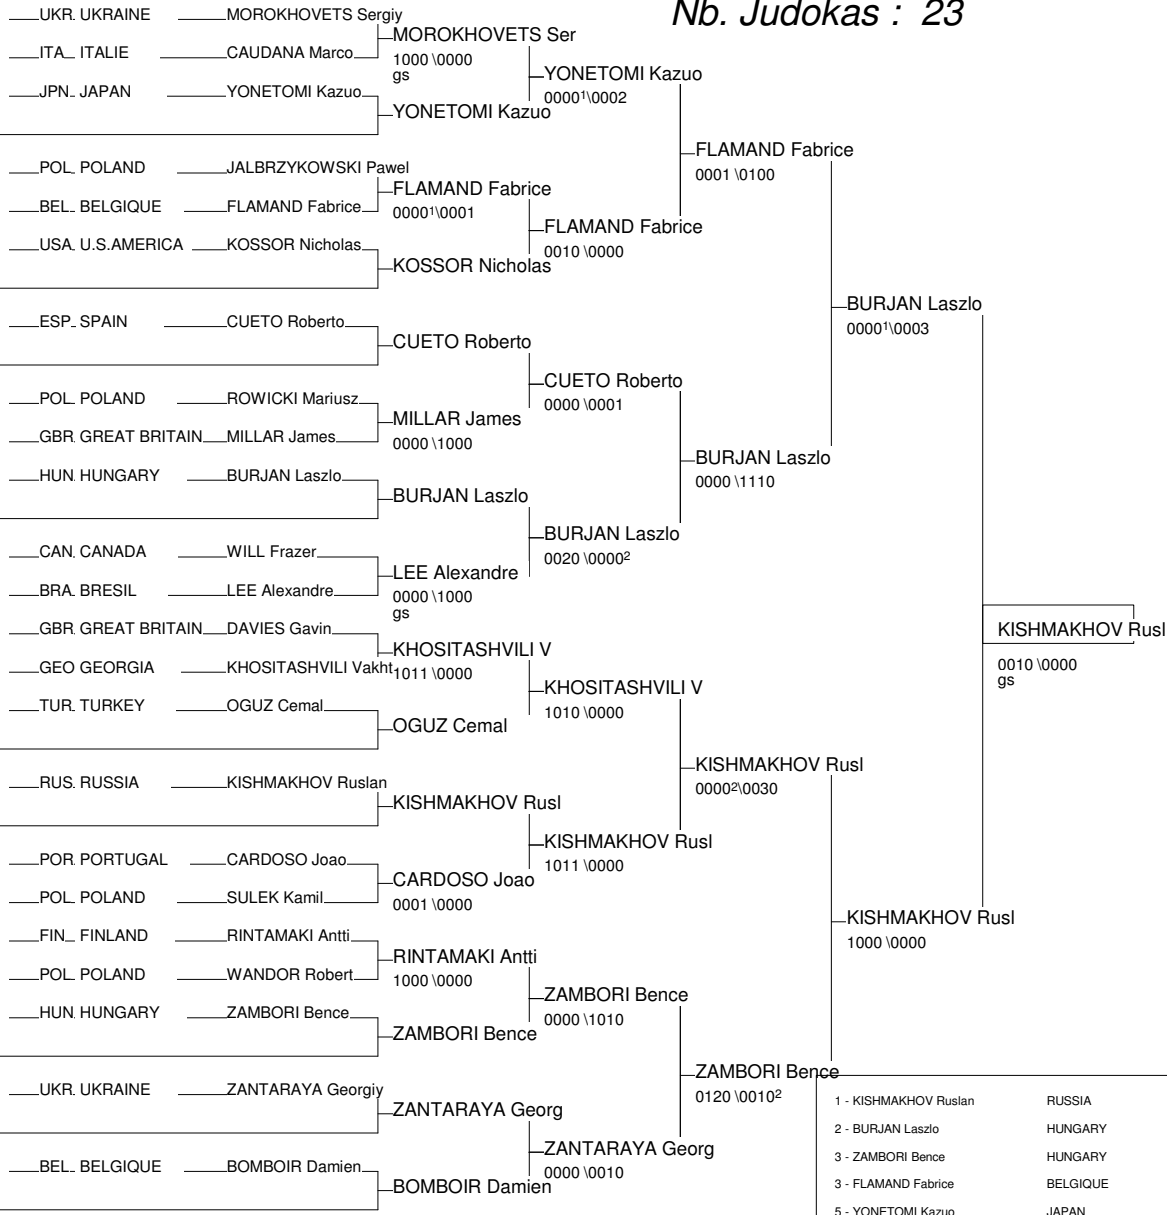 Nb. Judokas : 23
UKR UKRAINE MOROKHOVETS Sergiy
MOROKHOVETS Ser
1000 \0000
gs
ITA ITALIE CAUDANA Marco
YONETOMI Kazuo
0000¹\0002
JPN JAPAN YONETOMI Kazuo
YONETOMI Kazuo
FLAMAND Fabrice
0001 \0100
POL POLAND JALBRZYKOWSKI Pawel
FLAMAND Fabrice
0000¹\0001
BEL BELGIQUE FLAMAND Fabrice
FLAMAND Fabrice
0010 \0000
USA U.S.AMERICA KOSSOR Nicholas
KOSSOR Nicholas
BURJAN Laszlo
0000¹\0003
ESP SPAIN CUETO Roberto
CUETO Roberto
CUETO Roberto
0000 \0001
POL POLAND ROWICKI Mariusz
MILLAR James
0000 \1000
GBR GREAT BRITAIN MILLAR James
BURJAN Laszlo
0000 \1110
HUN HUNGARY BURJAN Laszlo
BURJAN Laszlo
BURJAN Laszlo
0020 \0000²
CAN CANADA WILL Frazer
LEE Alexandre
0000 \1000
gs
BRA BRESIL LEE Alexandre
KISHMAKHOV Rusl
0010 \0000
gs
GBR GREAT BRITAIN DAVIES Gavin
KHOSITASHVILI V
1011 \0000
GEO GEORGIA KHOSITASHVILI Vakht
KHOSITASHVILI V
1010 \0000
TUR TURKEY OGUZ Cemal
OGUZ Cemal
KISHMAKHOV Rusl
0000²\0030
RUS RUSSIA KISHMAKHOV Ruslan
KISHMAKHOV Rusl
KISHMAKHOV Rusl
1011 \0000
POR PORTUGAL CARDOSO Joao
CARDOSO Joao
0001 \0000
POL POLAND SULEK Kamil
KISHMAKHOV Rusl
1000 \0000
FIN FINLAND RINTAMAKI Antti
RINTAMAKI Antti
1000 \0000
POL POLAND WANDOR Robert
ZAMBORI Bence
0000 \1010
HUN HUNGARY ZAMBORI Bence
ZAMBORI Bence
ZAMBORI Bence
0120 \0010²
UKR UKRAINE ZANTARAYA Georgiy
ZANTARAYA Georg
ZANTARAYA Georg
0000 \0010
BEL BELGIQUE BOMBOIR Damien
BOMBOIR Damien
1 - KISHMAKHOV Ruslan RUSSIA
2 - BURJAN Laszlo HUNGARY
3 - ZAMBORI Bence HUNGARY
3 - FLAMAND Fabrice BELGIQUE
5 - YONETOMI Kazuo JAPAN